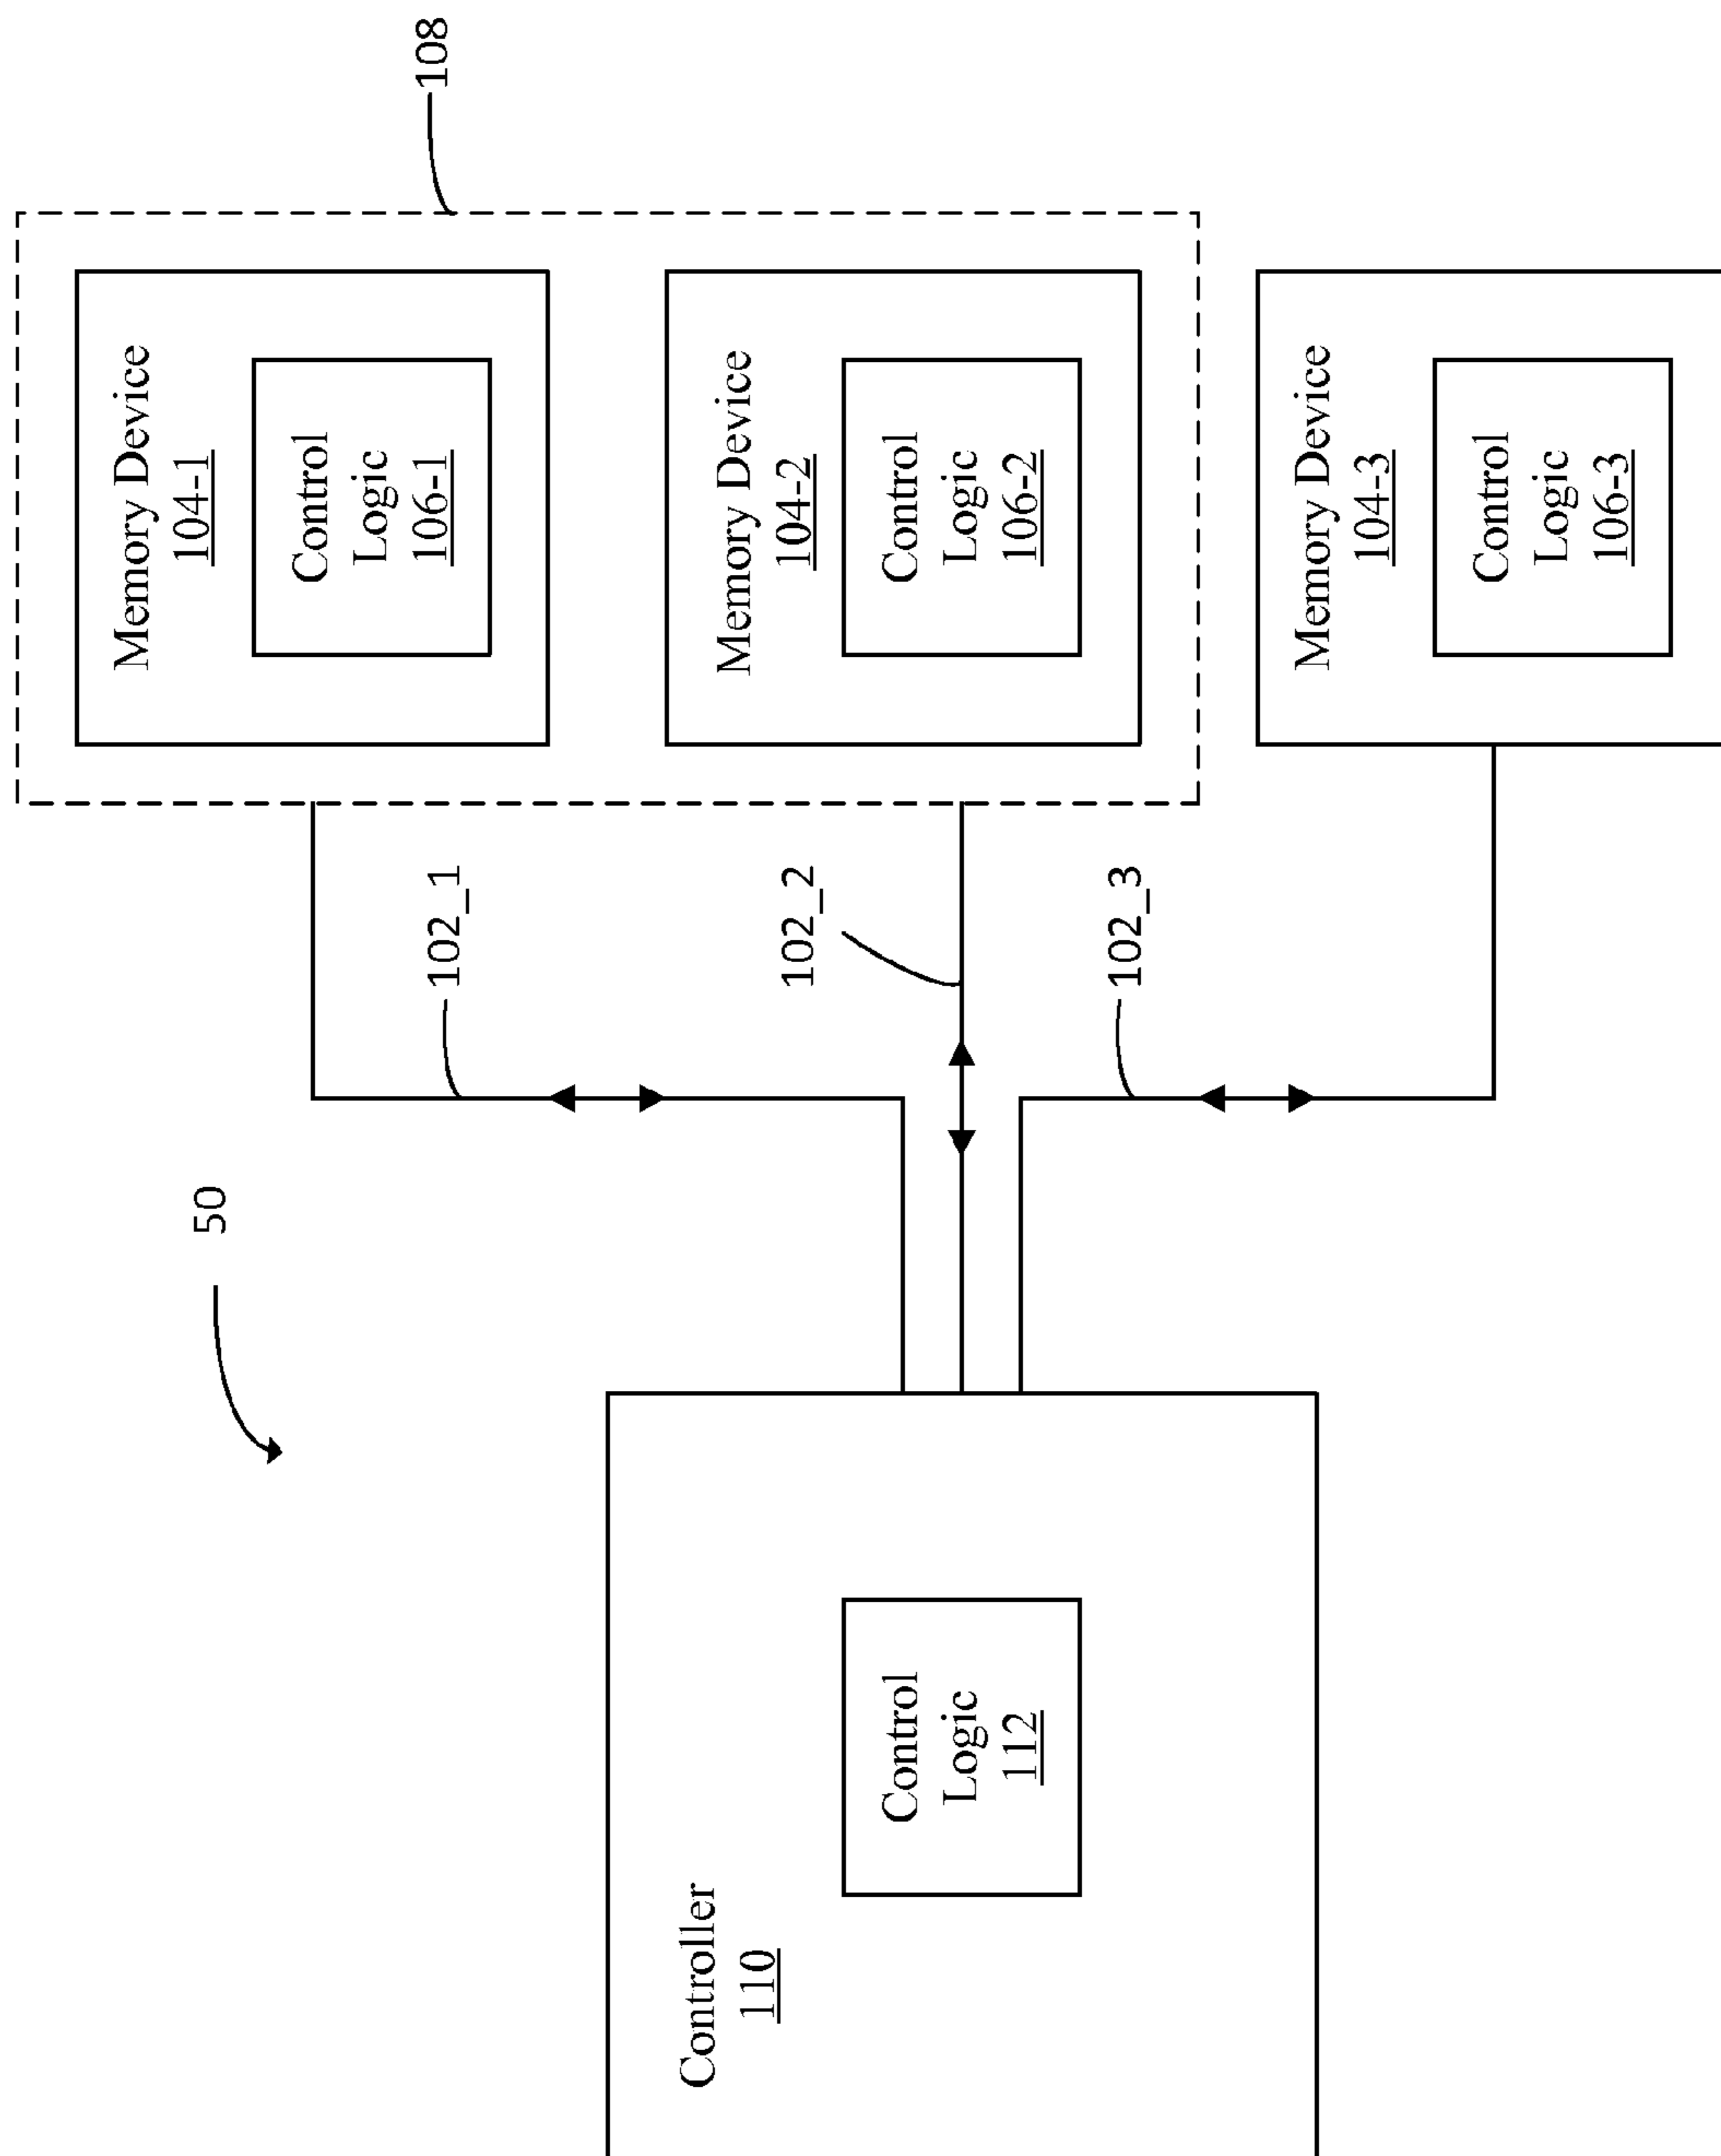 50
Controller
110
Control
Logic
112
102_1
102_2
102_3
108
Memory Device
104-1
Control
Logic
106-1
Memory Device
104-2
Control
Logic
106-2
Memory Device
104-3
Control
Logic
106-3